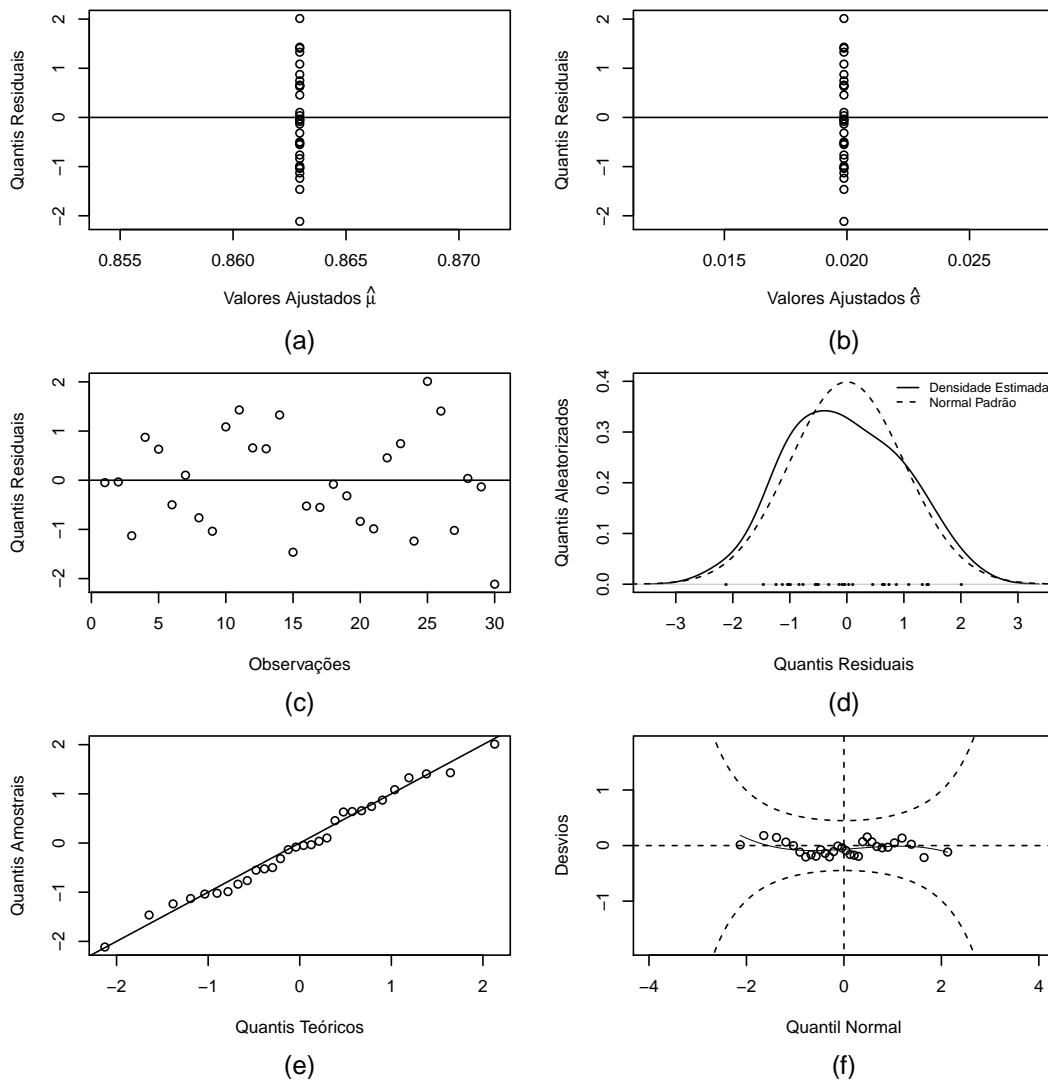 Quantis Residuais
−2 −1 0 1 2
0.855 0.860 0.865 0.870
Valores Ajustados μ̂
(a)
Quantis Residuais
−2 −1 0 1 2
0.015 0.020 0.025
Valores Ajustados σ̂
(b)
Quantis Residuais
−2 −1 0 1 2
0 5 10 15 20 25 30
Observações
(c)
Quantis Aleatorizados
0.0 0.1 0.2 0.3 0.4
Densidade Estimada
Normal Padrão
−3 −2 −1 0 1 2 3
Quantis Residuais
(d)
Quantis Amostrais
−2 −1 0 1 2
−2 −1 0 1 2
Quantis Teóricos
(e)
Desvios
−1 0 1
−4 −2 0 2 4
Quantil Normal
(f)